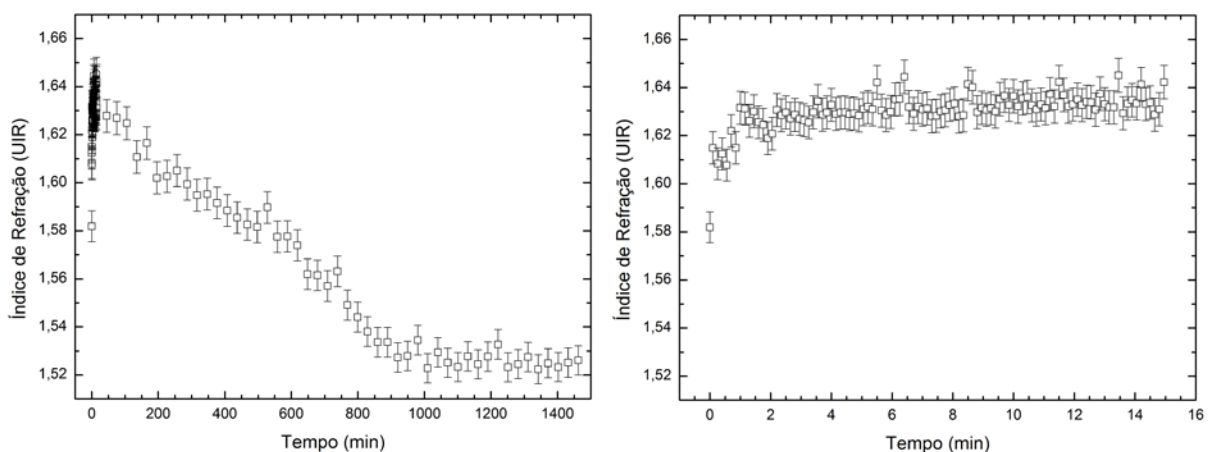 1,66
1,64
1,62
1,60
1,58
1,56
1,54
1,52
Índice de Refração (UIR)
0 200 400 600 800 1000 1200 1400
Tempo (min)
1,66
1,64
1,62
1,60
1,58
1,56
1,54
1,52
Índice de Refração (UIR)
0 2 4 6 8 10 12 14 16
Tempo (min)